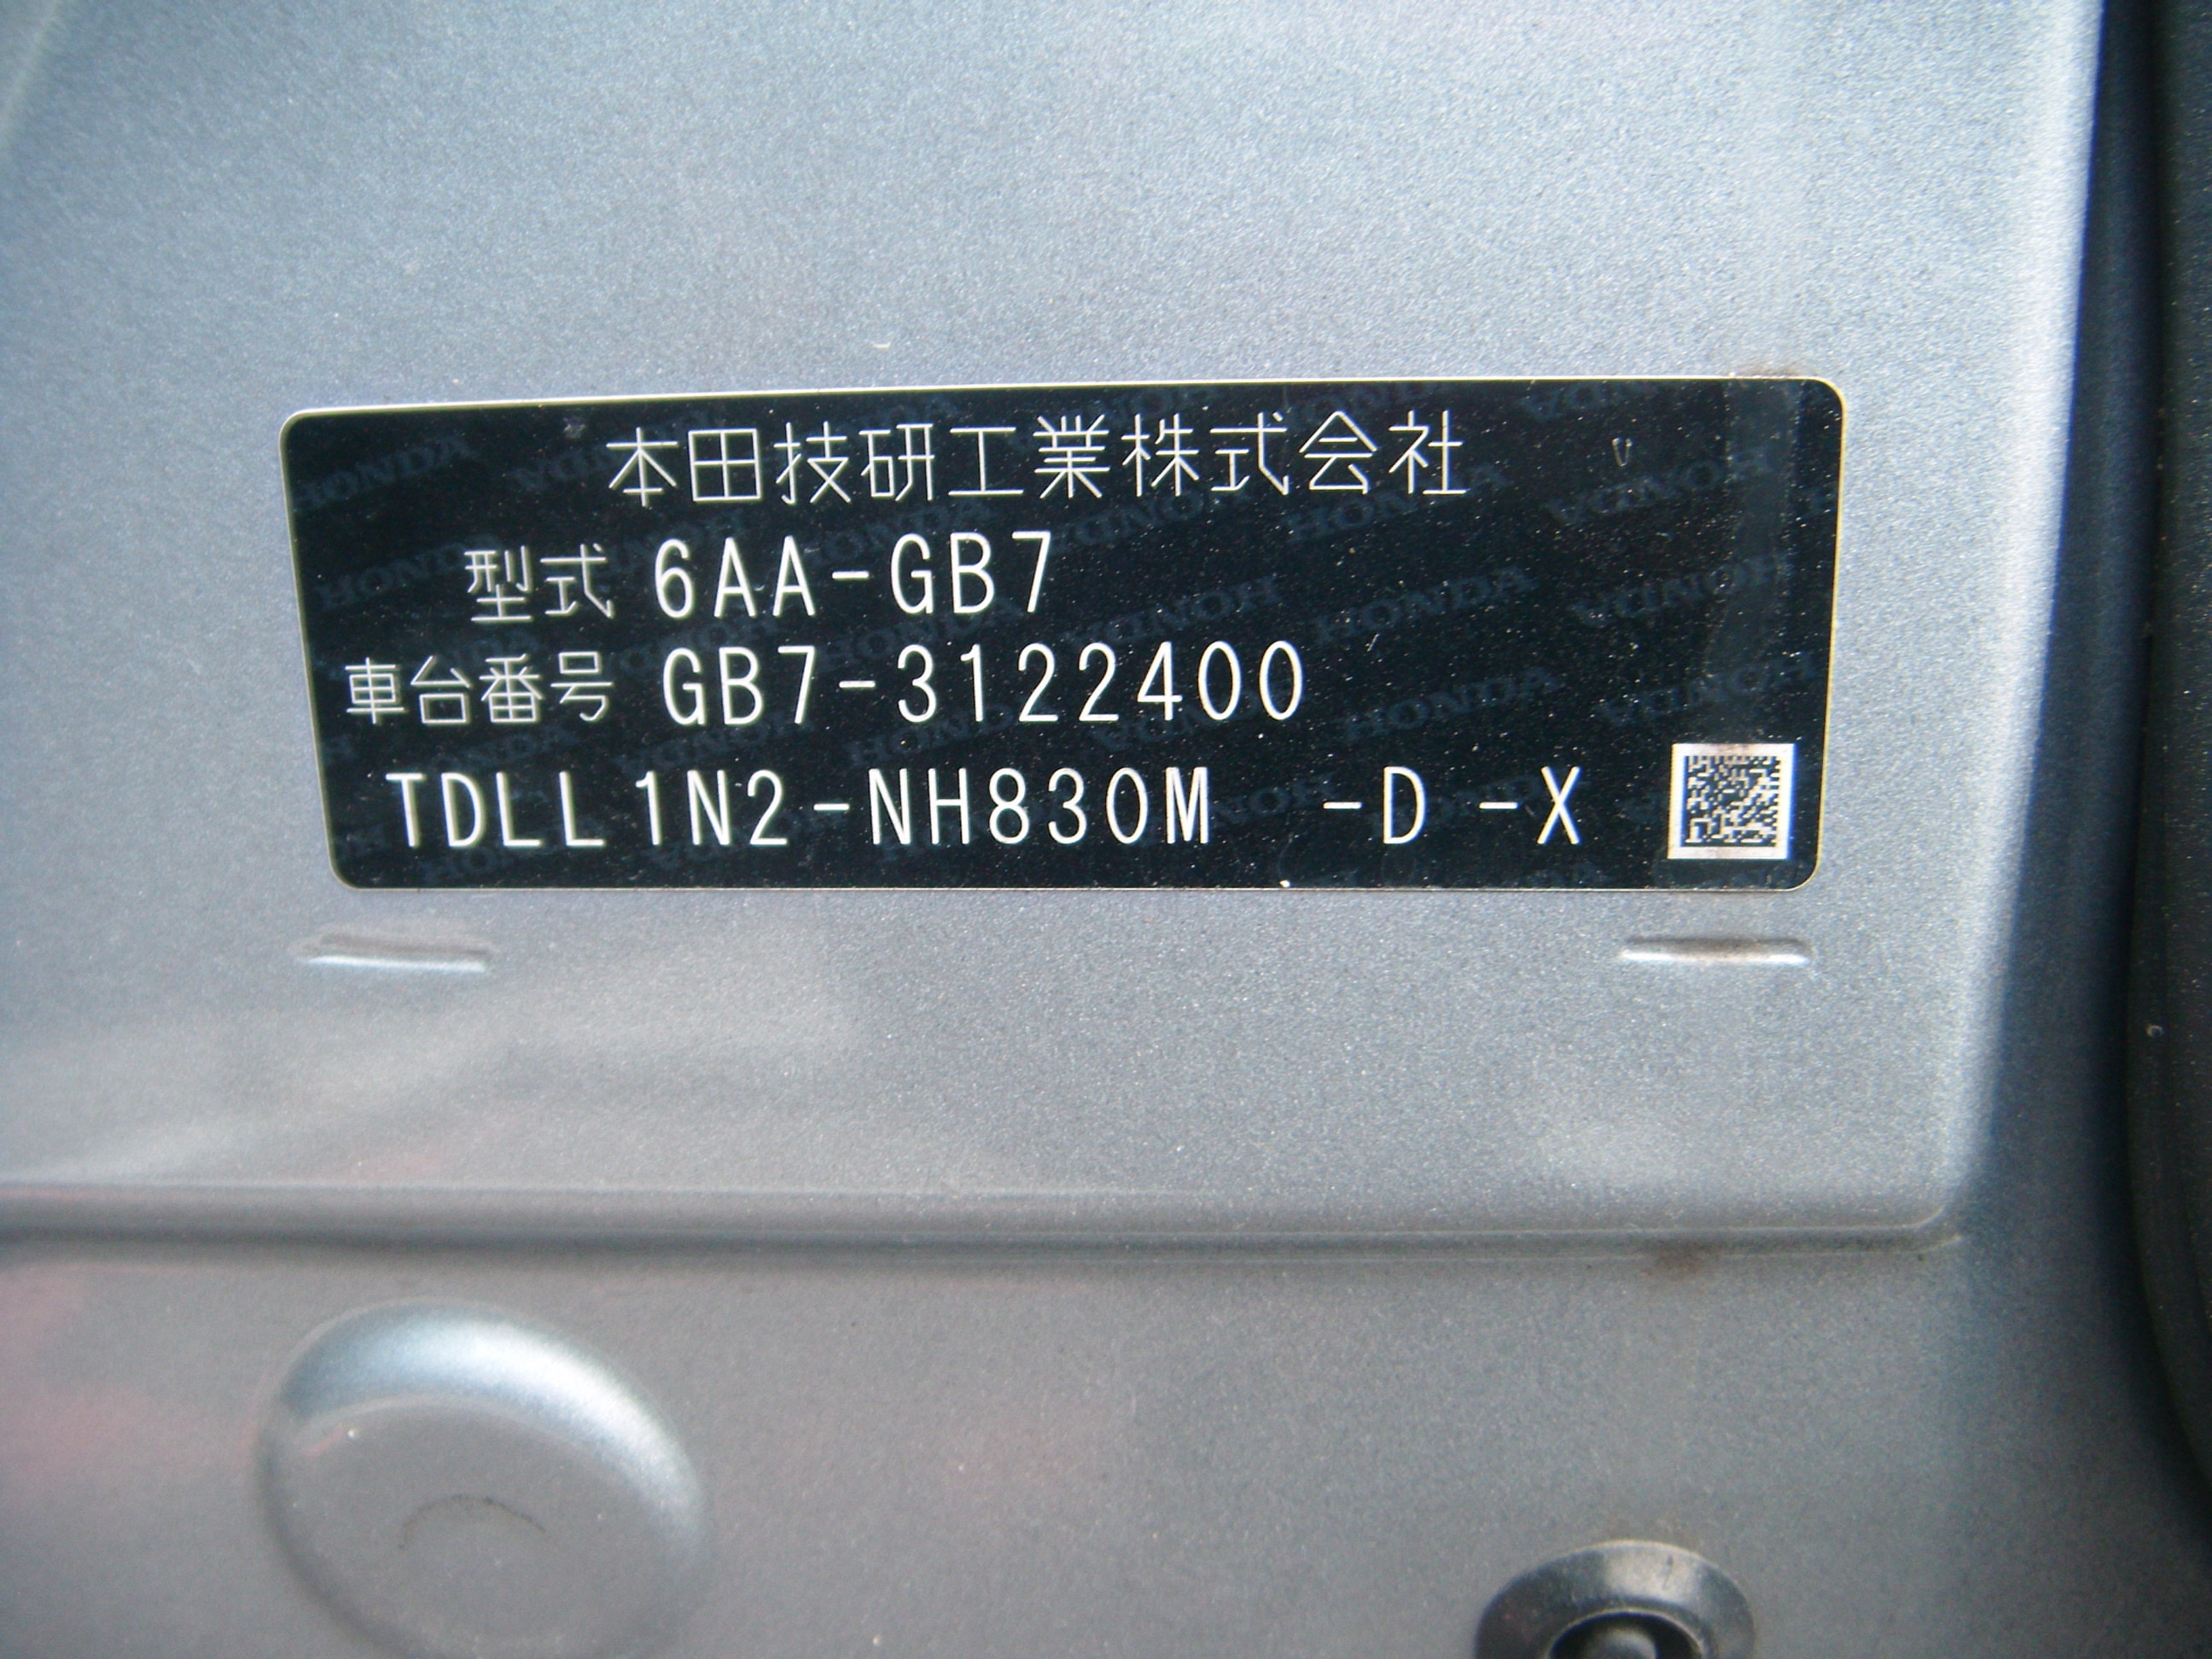 本田技研工業株式会社
型式 6AA-GB7
車台番号 GB7-3122400
TDLL1N2-NH830M -D -X